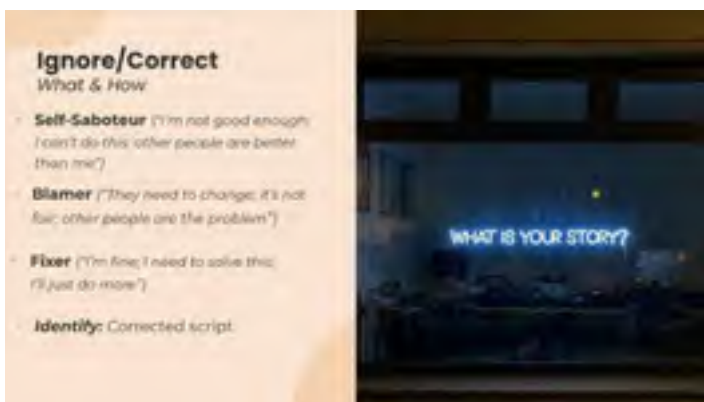 Ignore/Correct
What & How
Self-Saboteur ("I'm not good enough;
I can't do this; other people are better
than me")
Blamer ("They need to change; it's not
fair; other people are the problem")
Fixer ("I'm fine; I need to solve this;
I'll just do more")
Identify: Corrected script
WHAT IS YOUR STORY?